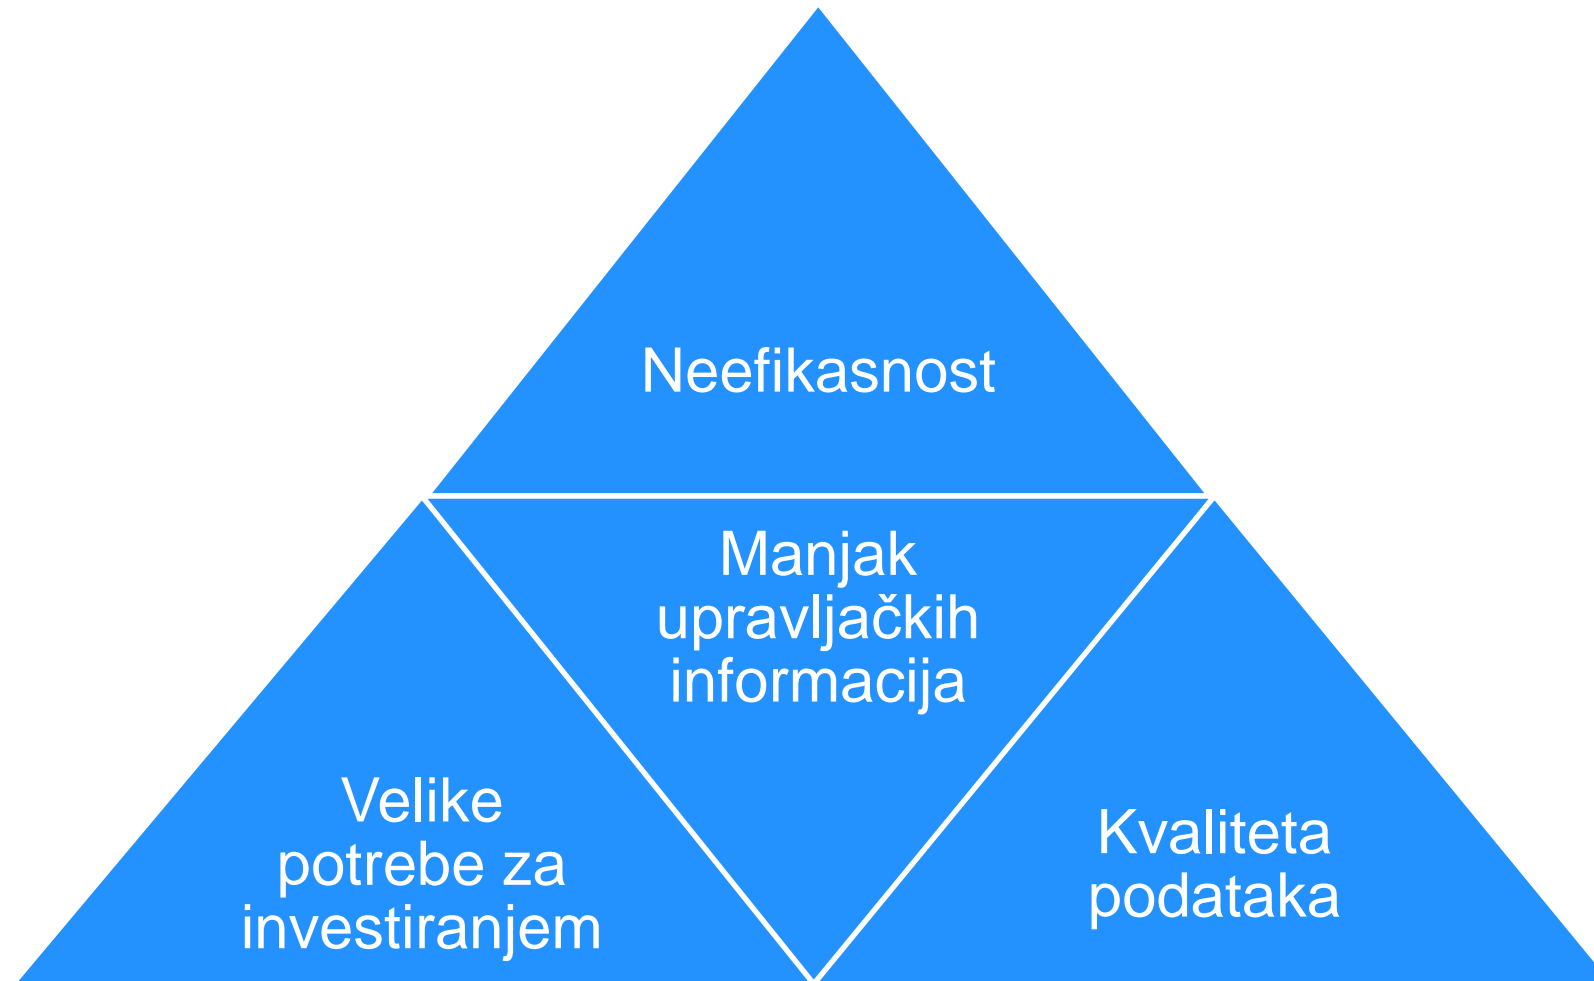 Neefikasnost
Manjak
upravljačkih
informacija
Velike
potrebe za
investiranjem
Kvaliteta
podataka